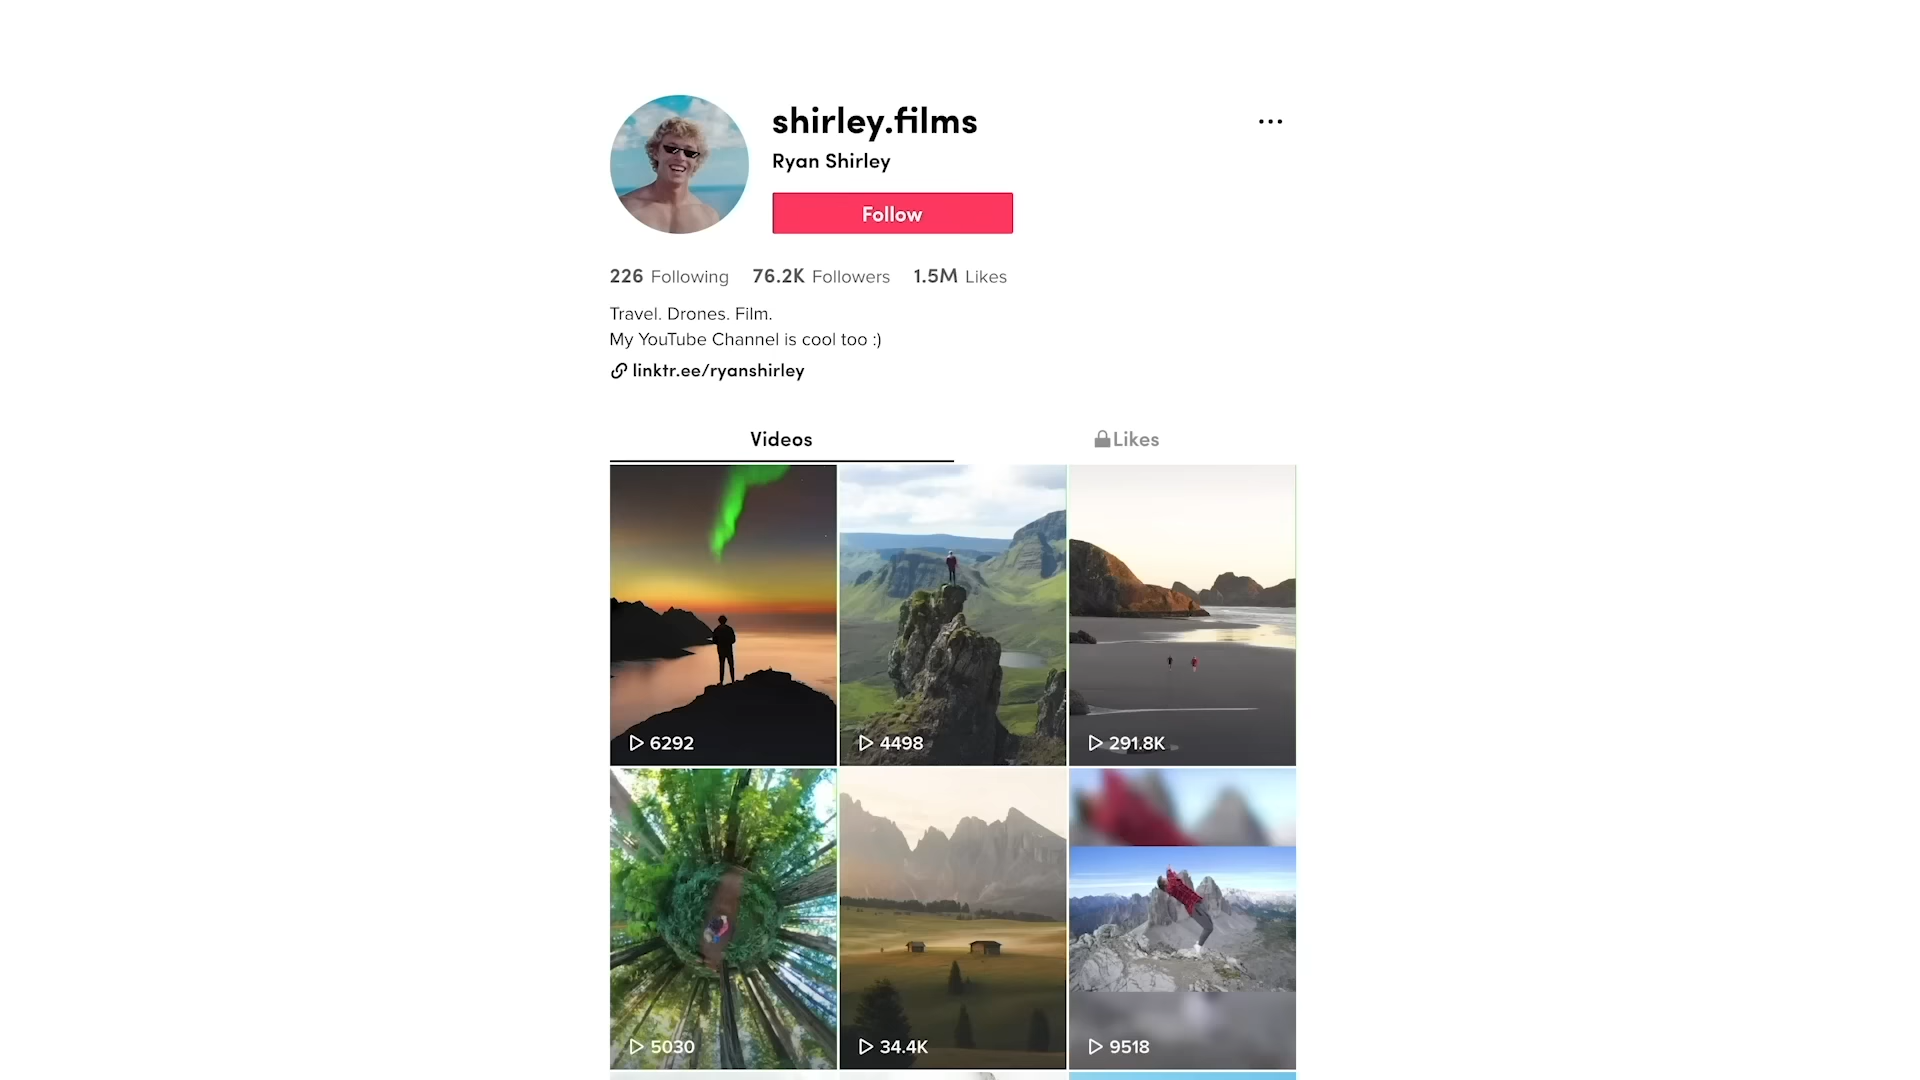 shirley.films
Ryan Shirley
Follow
226 Following 76.2K Followers 1.5M Likes
Travel. Drones. Film.
My YouTube Channel is cool too :)
linktr.ee/ryanshirley
Videos Likes
6292 4498 291.8K
5030 34.4K 9518